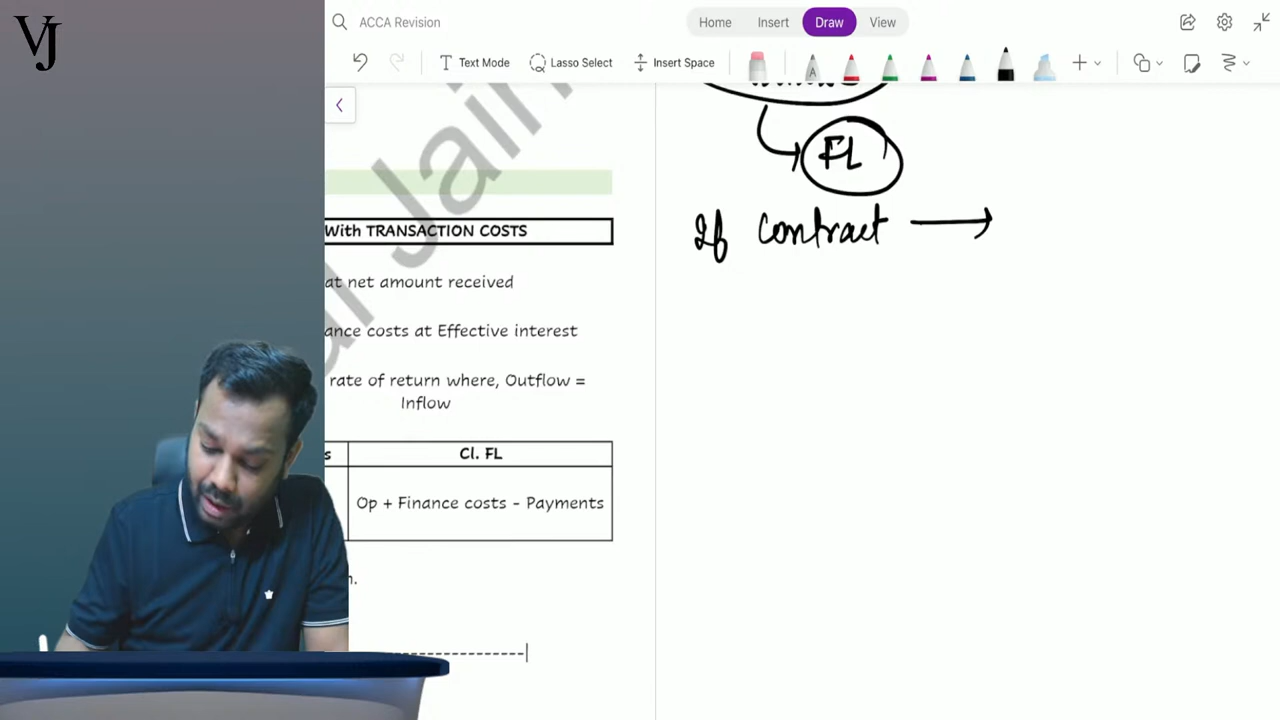 VJ
ACCA Revision
Home Insert Draw View
Text Mode Lasso Select Insert Space
Jain
FL
If contract →
With TRANSACTION COSTS
at net amount received
ance costs at Effective interest
rate of return where, Outflow =
Inflow
s Cl. FL
Op + Finance costs - Payments